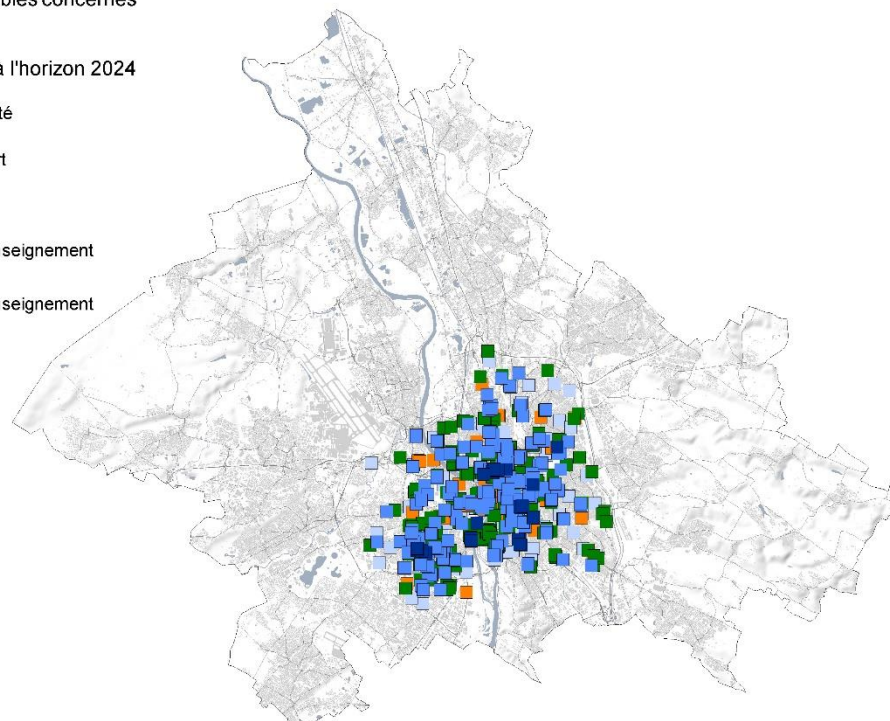 bles concernés
à l'horizon 2024
té
rt
seignement
seignement